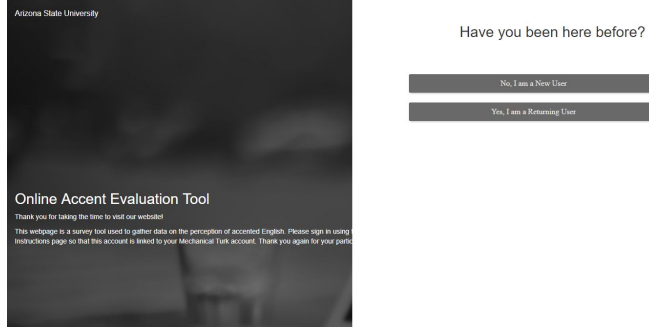 Arizona State University
Have you been here before?
No, I am a New User
Yes, I am a Returning User
Online Accent Evaluation Tool
Thank you for taking the time to visit our website!
This webpage is a survey tool used to gather data on the perception of accented English. Please sign in using
Instructions page so that this account is linked to your Mechanical Turk account. Thank you again for your